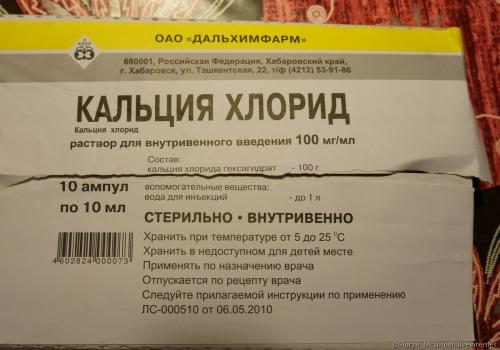 ОАО «ДАЛЬХИМФАРМ»
680001, Российская Федерация, Хабаровский край,
г. Хабаровск, ул. Ташкентская, 22, т/ф (4212) 53-91-86
КАЛЬЦИЯ ХЛОРИД
Кальция хлорид
раствор для внутривенного введения 100 мг/мл
Состав:
кальция хлорида гексагидрат - 100 г
10 ампул
по 10 мл
вспомогательные вещества:
вода для инъекций - до 1 л
СТЕРИЛЬНО • ВНУТРИВЕННО
Хранить при температуре от 5 до 25 °С
Хранить в недоступном для детей месте
Применять по назначению врача
Отпускается по рецепту врача
Следуйте прилагаемой инструкции по применению
ЛС-000510 от 06.05.2010
4602824000073